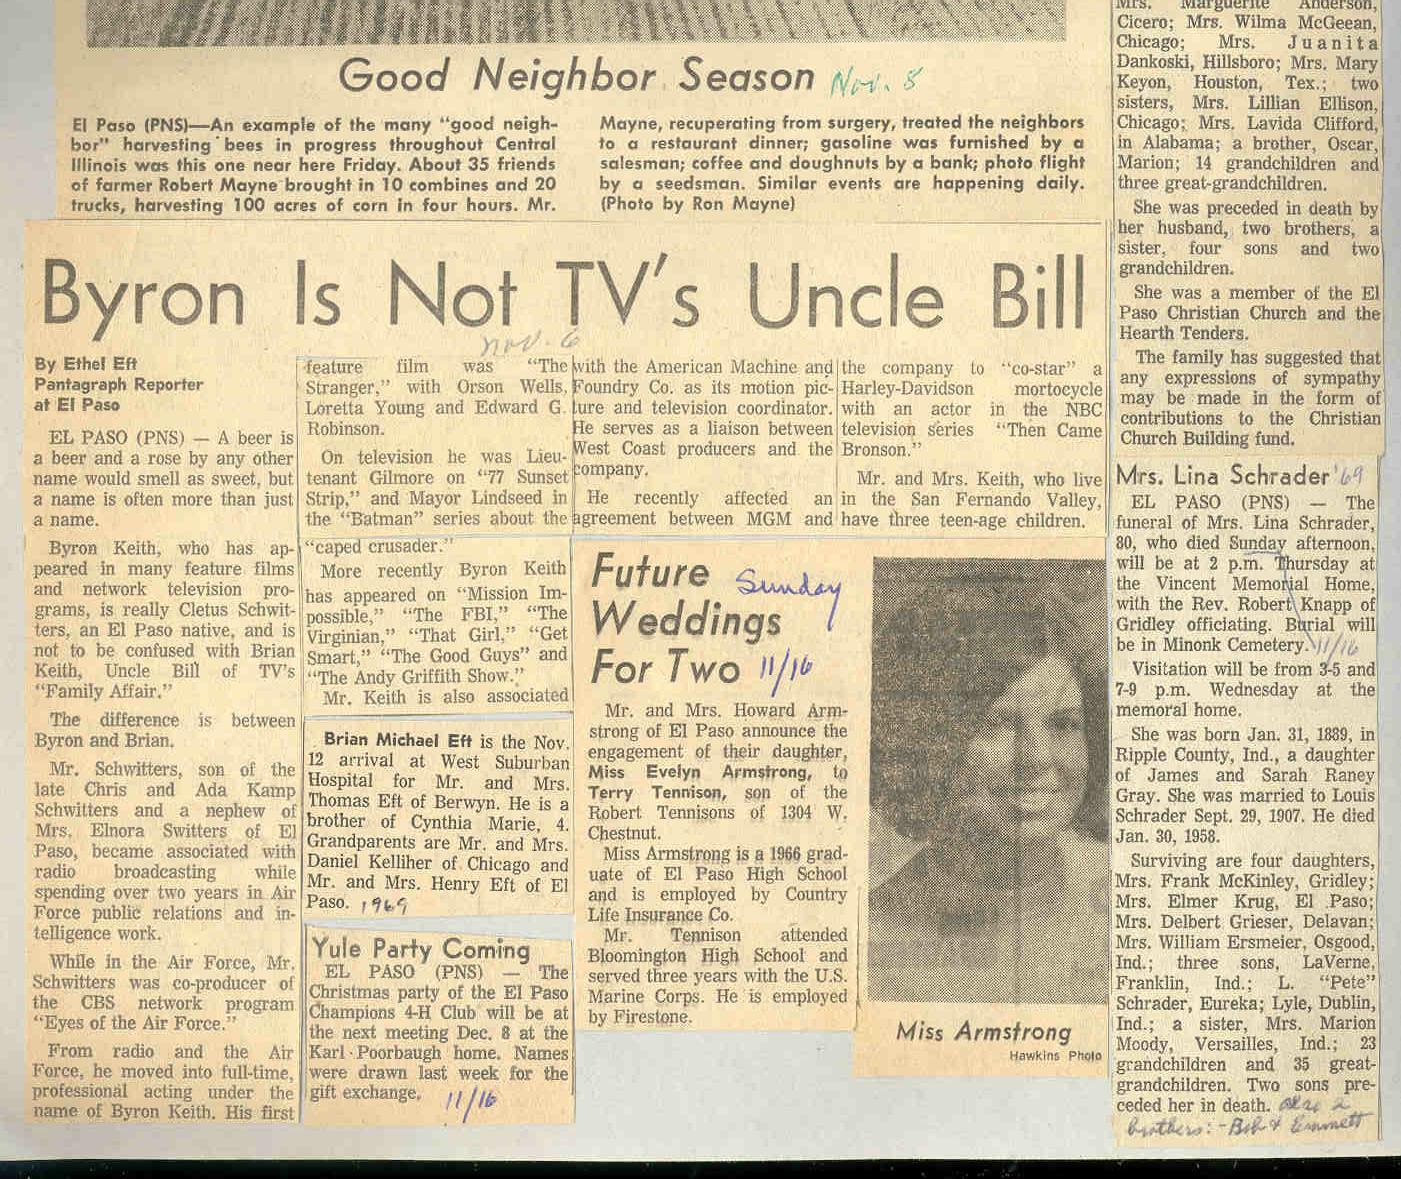 Good Neighbor Season Nov. 8
El Paso (PNS)—An example of the many "good neigh-
bor" harvesting bees in progress throughout Central
Illinois was this one near here Friday. About 35 friends
of farmer Robert Mayne brought in 10 combines and 20
trucks, harvesting 100 acres of corn in four hours. Mr.
Mayne, recuperating from surgery, treated the neighbors
to a restaurant dinner; gasoline was furnished by a
salesman; coffee and doughnuts by a bank; photo flight
by a seedsman. Similar events are happening daily.
(Photo by Ron Mayne)
Byron Is Not TV's Uncle Bill
Nov. 6
By Ethel Eft
Pantagraph Reporter
at El Paso
EL PASO (PNS) — A beer is
a beer and a rose by any other
name would smell as sweet, but
a name is often more than just
a name.
Byron Keith, who has ap-
peared in many feature films
and network television pro-
grams, is really Cletus Schwit-
ters, an El Paso native, and is
not to be confused with Brian
Keith, Uncle Bill of TV's
"Family Affair."
The difference is between
Byron and Brian.
Mr. Schwitters, son of the
late Chris and Ada Kamp
Schwitters and a nephew of
Mrs. Elnora Switters of El
Paso, became associated with
radio broadcasting while
spending over two years in Air
Force public relations and in-
telligence work.
While in the Air Force, Mr.
Schwitters was co-producer of
the CBS network program
"Eyes of the Air Force."
From radio and the Air
Force, he moved into full-time,
professional acting under the
name of Byron Keith. His first
feature film was "The
Stranger," with Orson Wells,
Loretta Young and Edward G.
Robinson.
On television he was Lieu-
tenant Gilmore on "77 Sunset
Strip," and Mayor Lindseed in
the "Batman" series about the
"caped crusader."
More recently Byron Keith
has appeared on "Mission Im-
possible," "The FBI," "The
Virginian," "That Girl," "Get
Smart," "The Good Guys" and
"The Andy Griffith Show."
Mr. Keith is also associated
with the American Machine and
Foundry Co. as its motion pic-
ture and television coordinator.
He serves as a liaison between
West Coast producers and the
company.
He recently affected an
agreement between MGM and
the company to "co-star" a
Harley-Davidson mortocycle
with an actor in the NBC
television series "Then Came
Bronson."
Mr. and Mrs. Keith, who live
in the San Fernando Valley,
have three teen-age children.
Brian Michael Eft is the Nov.
12 arrival at West Suburban
Hospital for Mr. and Mrs.
Thomas Eft of Berwyn. He is a
brother of Cynthia Marie, 4.
Grandparents are Mr. and Mrs.
Daniel Kelliher of Chicago and
Mr. and Mrs. Henry Eft of El
Paso. 1969
Yule Party Coming
EL PASO (PNS) — The
Christmas party of the El Paso
Champions 4-H Club will be at
the next meeting Dec. 8 at the
Karl Poorbaugh home. Names
were drawn last week for the
gift exchange. 11/16
Future Sunday
Weddings
For Two 11/16
Mr. and Mrs. Howard Arm-
strong of El Paso announce the
engagement of their daughter,
Miss Evelyn Armstrong, to
Terry Tennison, son of the
Robert Tennisons of 1304 W.
Chestnut.
Miss Armstrong is a 1966 grad-
uate of El Paso High School
and is employed by Country
Life Insurance Co.
Mr. Tennison attended
Bloomington High School and
served three years with the U.S.
Marine Corps. He is employed
by Firestone.
Miss Armstrong
Hawkins Photo
Mrs. Marguerite Anderson,
Cicero; Mrs. Wilma McGeean,
Chicago; Mrs. Juanita
Dankoski, Hillsboro; Mrs. Mary
Keyon, Houston, Tex.; two
sisters, Mrs. Lillian Ellison,
Chicago; Mrs. Lavida Clifford,
in Alabama; a brother, Oscar,
Marion; 14 grandchildren and
three great-grandchildren.
She was preceded in death by
her husband, two brothers, a
sister, four sons and two
grandchildren.
She was a member of the El
Paso Christian Church and the
Hearth Tenders.
The family has suggested that
any expressions of sympathy
may be made in the form of
contributions to the Christian
Church Building fund.
Mrs. Lina Schrader '69
EL PASO (PNS) — The
funeral of Mrs. Lina Schrader,
80, who died Sunday afternoon,
will be at 2 p.m. Thursday at
the Vincent Memorial Home,
with the Rev. Robert Knapp of
Gridley officiating. Burial will
be in Minonk Cemetery. 11/16
Visitation will be from 3-5 and
7-9 p.m. Wednesday at the
memorial home.
She was born Jan. 31, 1889, in
Ripple County, Ind., a daughter
of James and Sarah Raney
Gray. She was married to Louis
Schrader Sept. 29, 1907. He died
Jan. 30, 1958.
Surviving are four daughters,
Mrs. Frank McKinley, Gridley;
Mrs. Elmer Krug, El Paso;
Mrs. Delbert Grieser, Delavan;
Mrs. William Ersmeier, Osgood,
Ind.; three sons, LaVerne,
Franklin, Ind.; L. "Pete"
Schrader, Eureka; Lyle, Dublin,
Ind.; a sister, Mrs. Marion
Moody, Versailles, Ind.; 23
grandchildren and 35 great-
grandchildren. Two sons pre-
ceded her in death. also 2
brothers: - Bob & Emmett